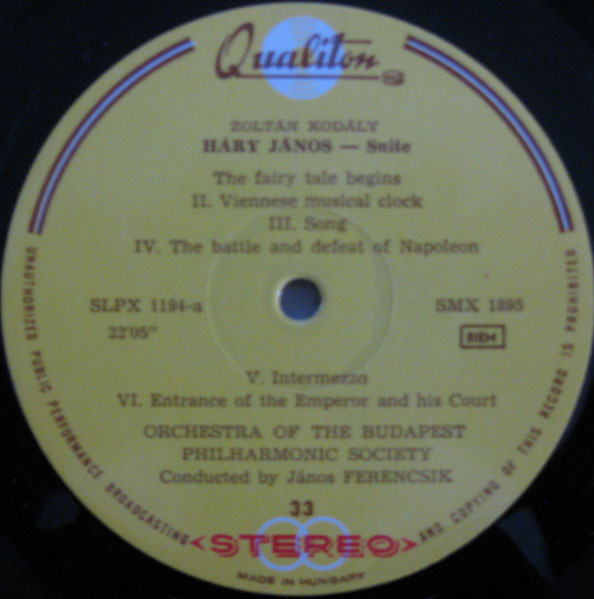 Qualiton
ZOLTÁN KODÁLY
HÁRY JÁNOS — Suite
The fairy tale begins
II. Viennese musical clock
III. Song
IV. The battle and defeat of Napoleon
SLPX 1194-a
SMX 1895
22'05"
BIEM
V. Intermezzo
VI. Entrance of the Emperor and his Court
ORCHESTRA OF THE BUDAPEST
PHILHARMONIC SOCIETY
Conducted by János FERENCSIK
33
STEREO
MADE IN HUNGARY
UNAUTHORIZED PUBLIC PERFORMANCE BROADCASTING AND COPYING OF THIS RECORD IS PROHIBITED